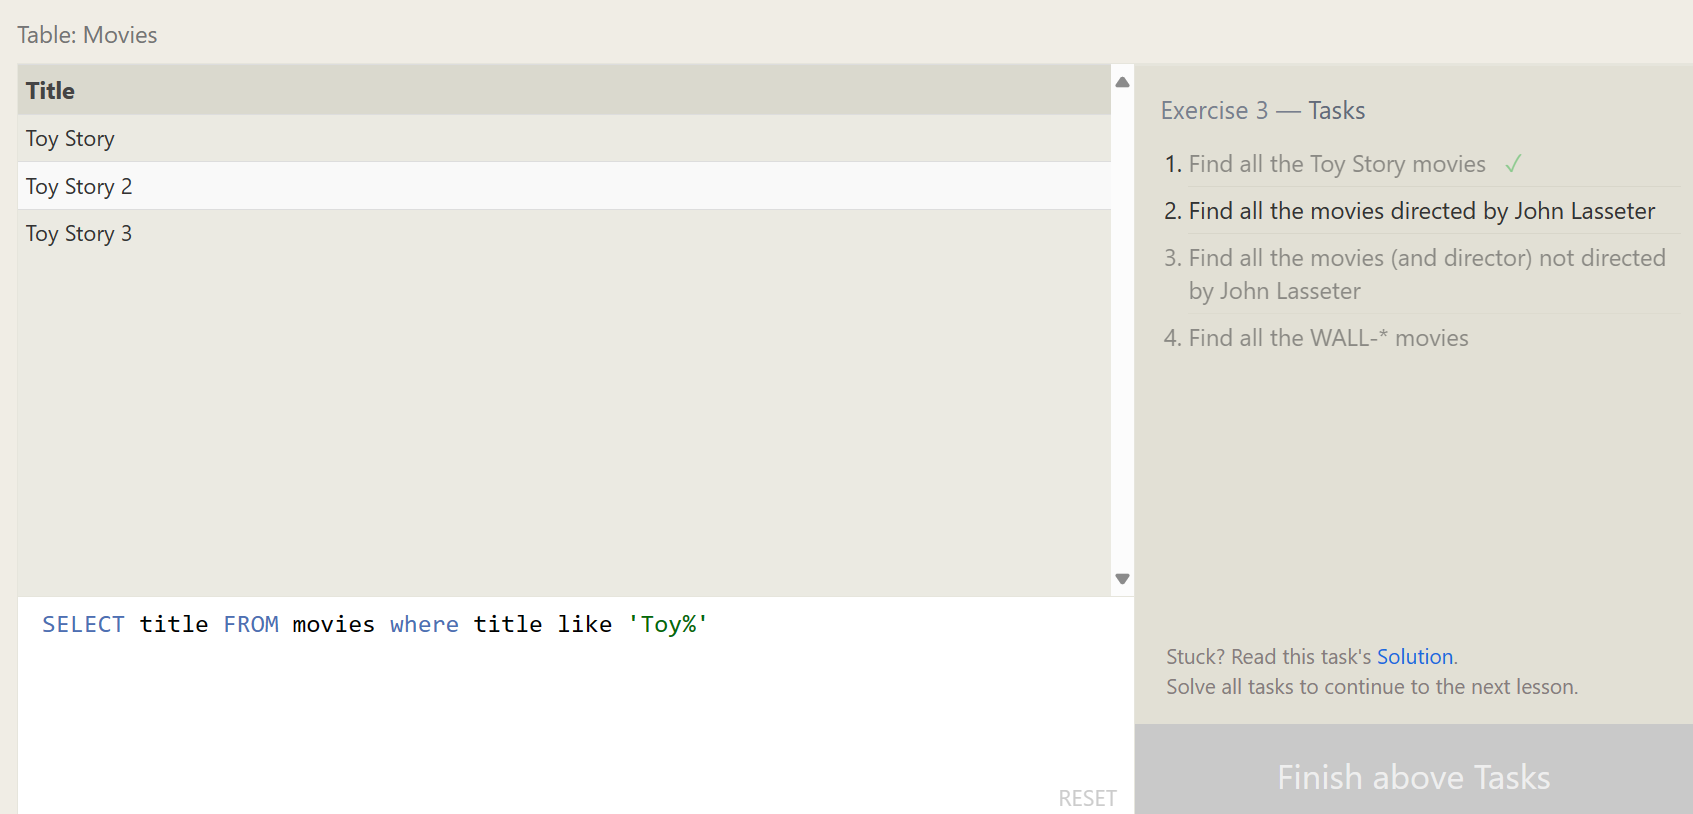 Table: Movies
Title
Toy Story
Toy Story 2
Toy Story 3
SELECT title FROM movies where title like 'Toy%'
RESET
Exercise 3 — Tasks
1. Find all the Toy Story movies ✓
2. Find all the movies directed by John Lasseter
3. Find all the movies (and director) not directed
by John Lasseter
4. Find all the WALL-* movies
Stuck? Read this task's Solution.
Solve all tasks to continue to the next lesson.
Finish above Tasks